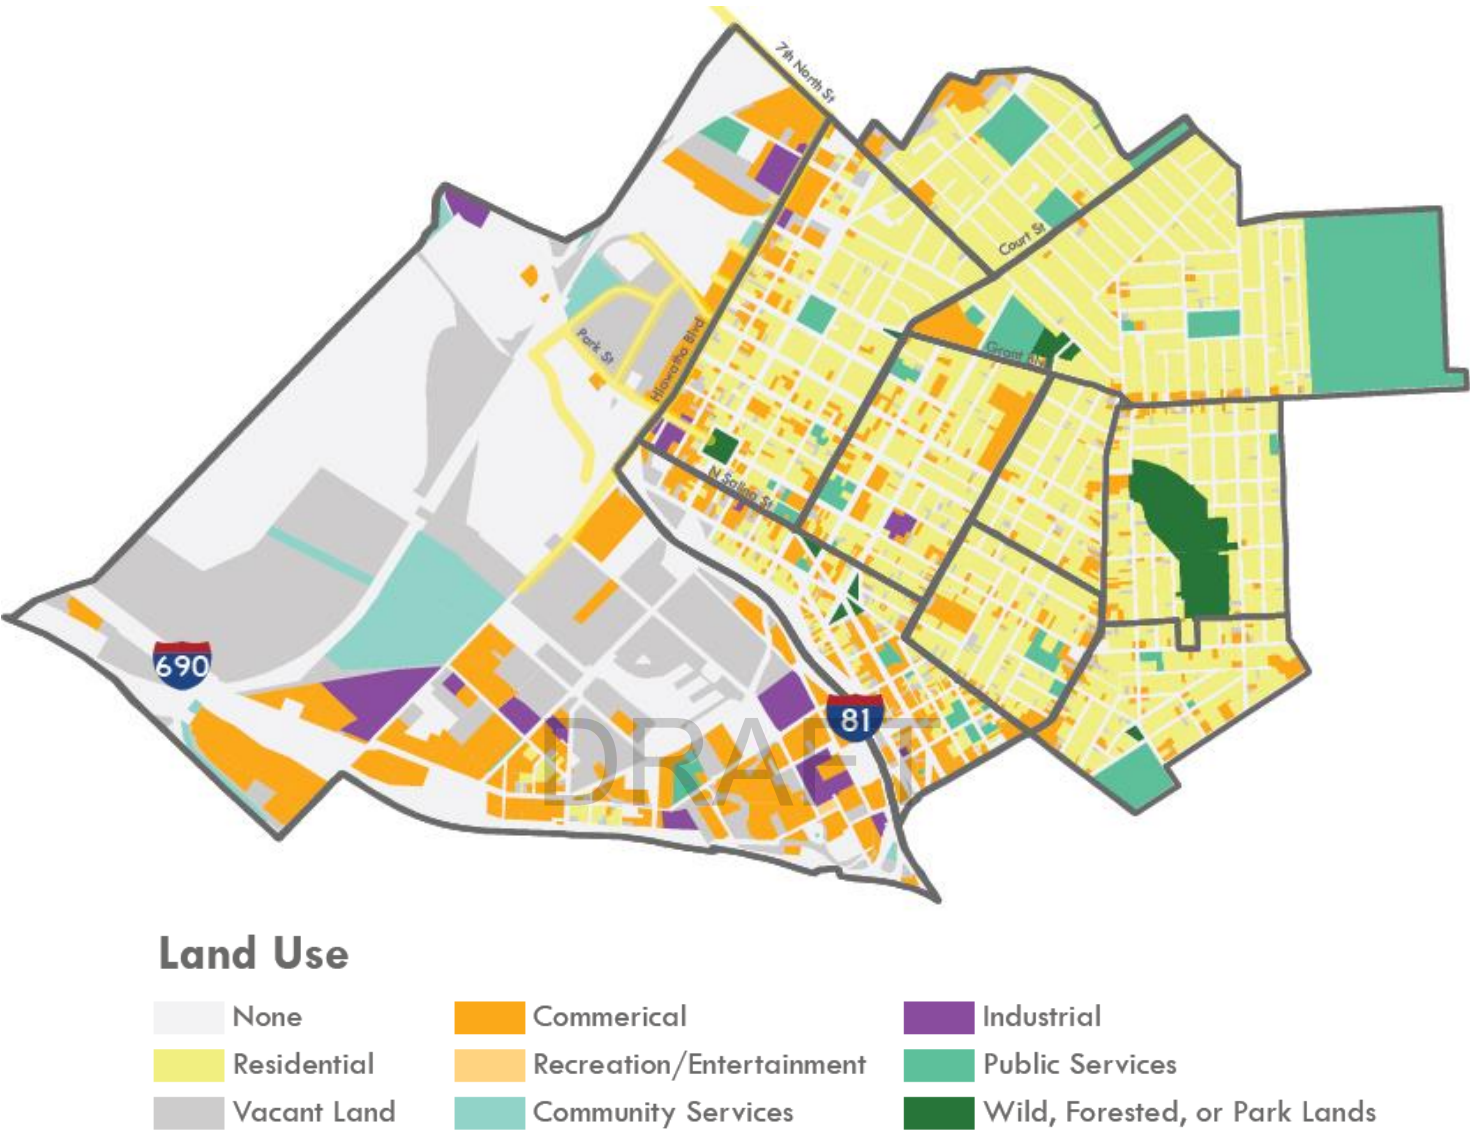 7th North St
Court St
Grant Blvd
Park St
Hiawatha Blvd
N Salina St
690
81
DRAFT
Land Use
None
Commerical
Industrial
Residential
Recreation/Entertainment
Public Services
Vacant Land
Community Services
Wild, Forested, or Park Lands